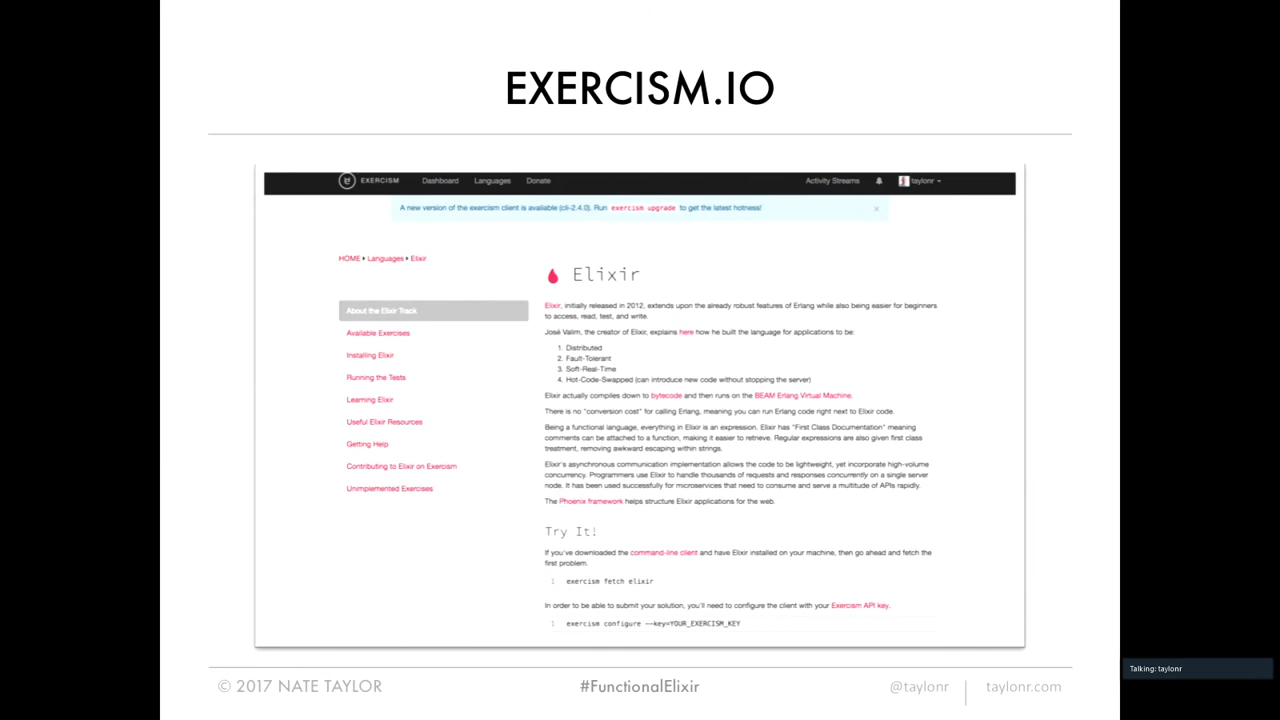 EXERCISM.IO
EXERCISM Dashboard Languages Donate Activity Streams taylonr
A new version of the exercism client is available (cli-2.4.0). Run exercism upgrade to get the latest hotness! ×
HOME Languages Elixir
Elixir
About the Elixir Track
Available Exercises
Installing Elixir
Running the Tests
Learning Elixir
Useful Elixir Resources
Getting Help
Contributing to Elixir on Exercism
Unimplemented Exercises
Elixir, initially released in 2012, extends upon the already robust features of Erlang while also being easier for beginners
to access, read, test, and write.
José Valim, the creator of Elixir, explains here how he built the language for applications to be:
1. Distributed
2. Fault-Tolerant
3. Soft-Real-Time
4. Hot-Code-Swapped (can introduce new code without stopping the server)
Elixir actually compiles down to bytecode and then runs on the BEAM Erlang Virtual Machine.
There is no "conversion cost" for calling Erlang, meaning you can run Erlang code right next to Elixir code.
Being a functional language, everything in Elixir is an expression. Elixir has "First Class Documentation" meaning
comments can be attached to a function, making it easier to retrieve. Regular expressions are also given first class
treatment, removing awkward escaping within strings.
Elixir's asynchronous communication implementation allows the code to be lightweight, yet incorporate high-volume
concurrency. Programmers use Elixir to handle thousands of requests and responses concurrently on a single server
node. It has been used successfully for microservices that need to consume and serve a multitude of APIs rapidly.
The Phoenix framework helps structure Elixir applications for the web.
Try It!
If you've downloaded the command-line client and have Elixir installed on your machine, then go ahead and fetch the
first problem.
1 exercism fetch elixir
In order to be able to submit your solution, you'll need to configure the client with your Exercism API key.
1 exercism configure --key=YOUR_EXERCISM_KEY
© 2017 NATE TAYLOR #FunctionalElixir @taylonr taylonr.com
Talking: taylonr